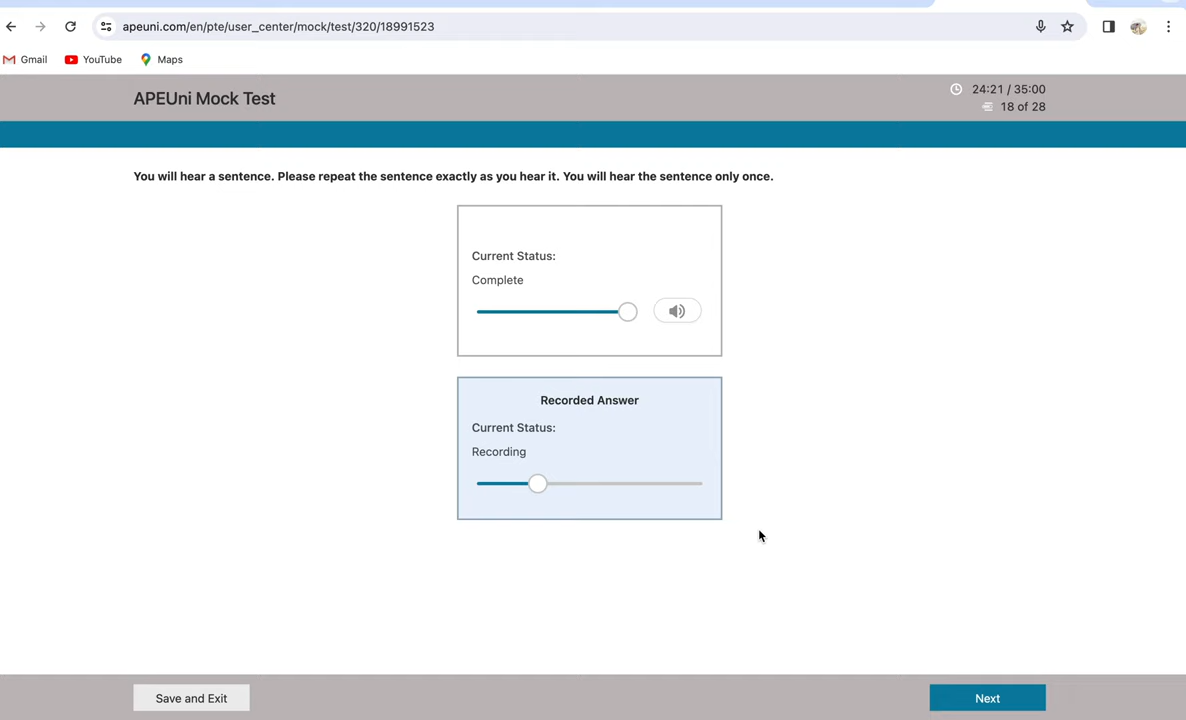 apeuni.com/en/pte/user_center/mock/test/320/18991523
Gmail YouTube Maps
APEUni Mock Test
24:21 / 35:00
18 of 28
You will hear a sentence. Please repeat the sentence exactly as you hear it. You will hear the sentence only once.
Current Status:
Complete
Recorded Answer
Current Status:
Recording
Save and Exit
Next